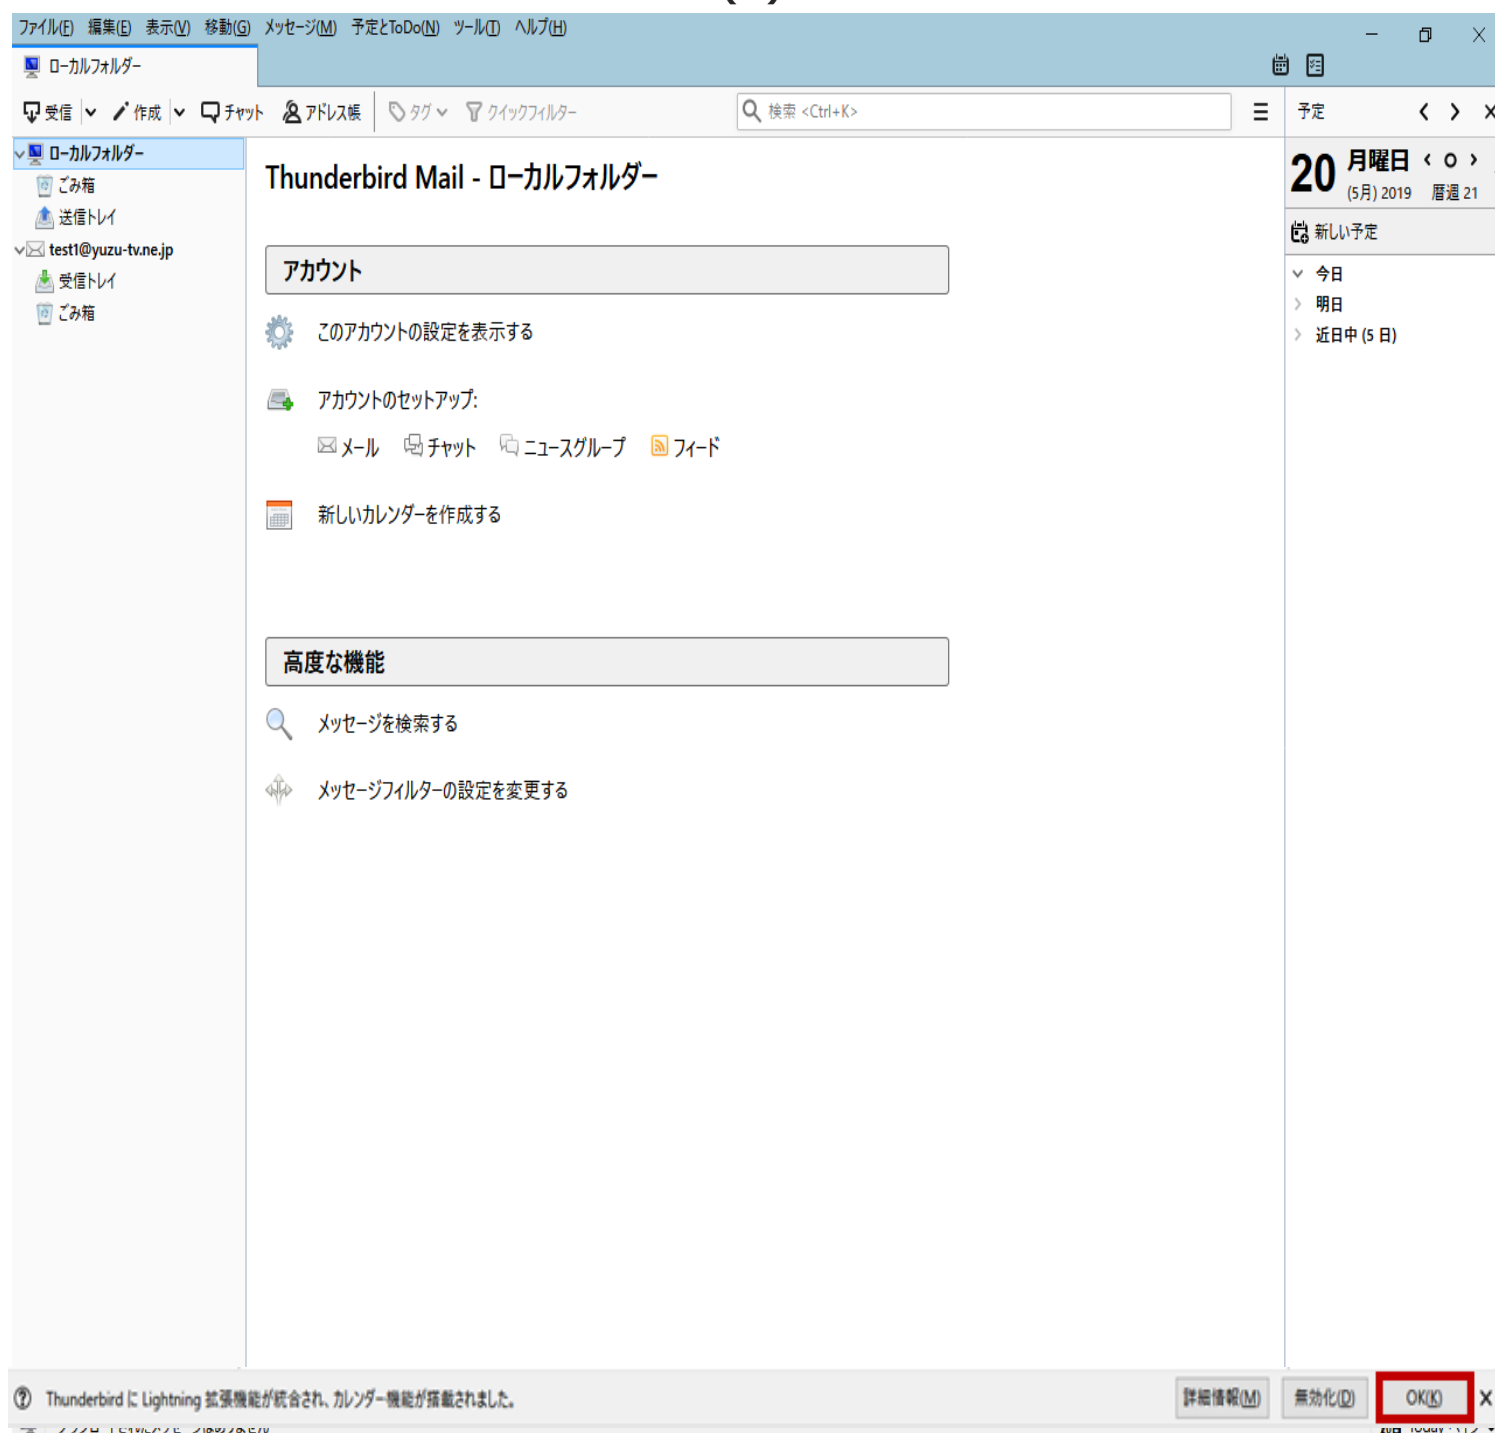 ファイル(F) 編集(E) 表示(V) 移動(G) メッセージ(M) 予定とToDo(N) ツール(T) ヘルプ(H)
ローカルフォルダー
受信 作成 チャット アドレス帳 タグ クイックフィルター 検索 <Ctrl+K> 予定
ローカルフォルダー
ごみ箱
送信トレイ
test1@yuzu-tv.ne.jp
受信トレイ
ごみ箱
Thunderbird Mail - ローカルフォルダー
アカウント
このアカウントの設定を表示する
アカウントのセットアップ:
メール チャット ニュースグループ フィード
新しいカレンダーを作成する
高度な機能
メッセージを検索する
メッセージフィルターの設定を変更する
20 月曜日
(5月) 2019 暦週 21
新しい予定
今日
明日
近日中 (5 日)
Thunderbird に Lightning 拡張機能が統合され、カレンダー機能が搭載されました。 詳細情報(M) 無効化(D) OK(K)